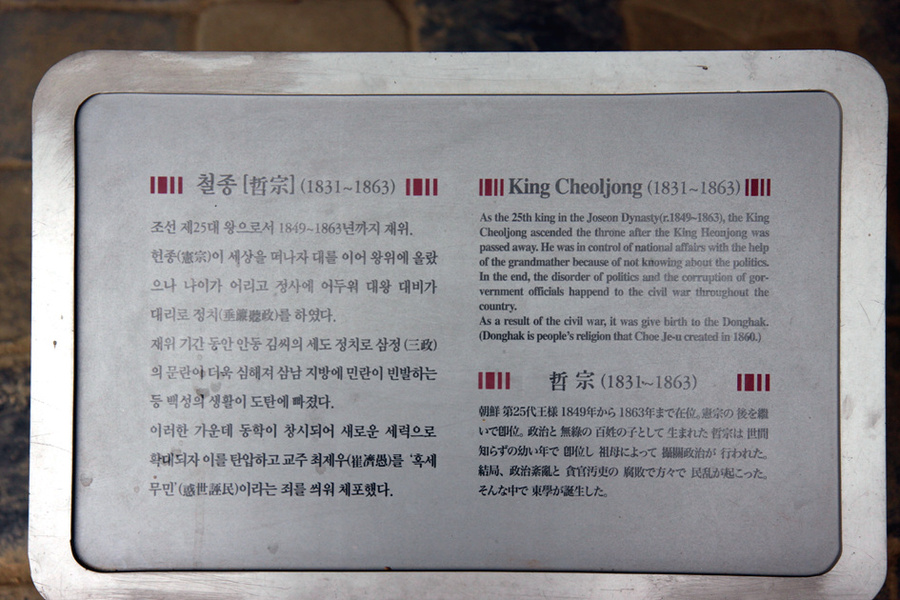 철종 [哲宗] (1831~1863)
조선 제25대 왕으로서 1849~1863년까지 재위.
헌종(憲宗)이 세상을 떠나자 대를 이어 왕위에 올랐
으나 나이가 어리고 정사에 어두워 대왕 대비가
대리로 정치(垂簾聽政)를 하였다.
재위 기간 동안 안동 김씨의 세도 정치로 삼정 (三政)
의 문란이 더욱 심해져 삼남 지방에 민란이 빈발하는
등 백성의 생활이 도탄에 빠졌다.
이러한 가운데 동학이 창시되어 새로운 세력으로
확대되자 이를 탄압하고 교주 최제우(崔濟愚)를 '혹세
무민'(惑世誣民)이라는 죄를 씌워 체포했다.
King Cheoljong (1831~1863)
As the 25th king in the Joseon Dynasty(r.1849~1863), the King
Cheoljong ascended the throne after the King Heonjong was
passed away. He was in control of national affairs with the help
of the grandmather because of not knowing about the politics.
In the end, the disorder of politics and the corruption of gor-
vernment officials happend to the civil war throughout the
country.
As a result of the civil war, it was give birth to the Donghak.
(Donghak is people's religion that Choe Je-u created in 1860.)
哲 宗 (1831~1863)
朝鮮 第25代王様 1849年から 1863年まで在位。憲宗の 後を継
いで卽位。政治と 無緣の 百姓の子として 生まれた 哲宗は 世間
知らずの幼い年で 卽位し 祖母によって 攝關政治が 行われた。
結局、政治紊亂と 貪官汚吏の 腐敗で方々で 民乱が起こった。
そんな中で 東學が誕生した。